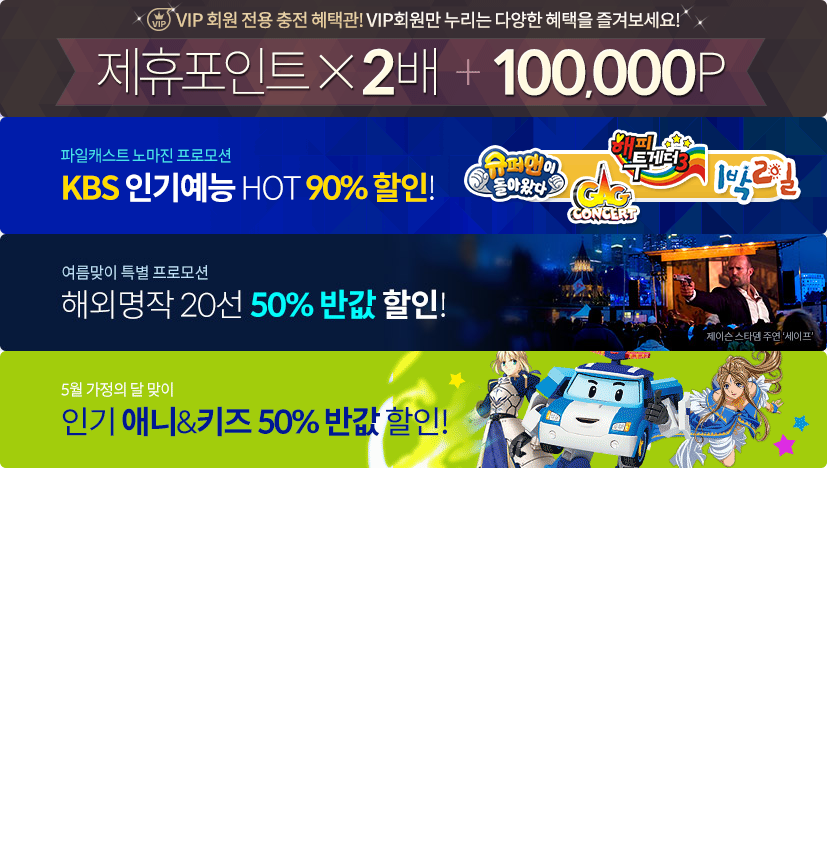 VIP
VIP 회원 전용 충전 혜택관! VIP회원만 누리는 다양한 혜택을 즐겨보세요!
제휴포인트×2배 + 100,000P
파일캐스트 노마진 프로모션
KBS 인기예능 HOT 90% 할인!
슈퍼맨이
돌아왔다
GAG
CONCERT
해피
투게더3
1박2일
여름맞이 특별 프로모션
해외명작 20선 50% 반값 할인!
제이슨 스타뎀 주연 '세이프'
5월 가정의 달 맞이
인기 애니&키즈 50% 반값 할인!